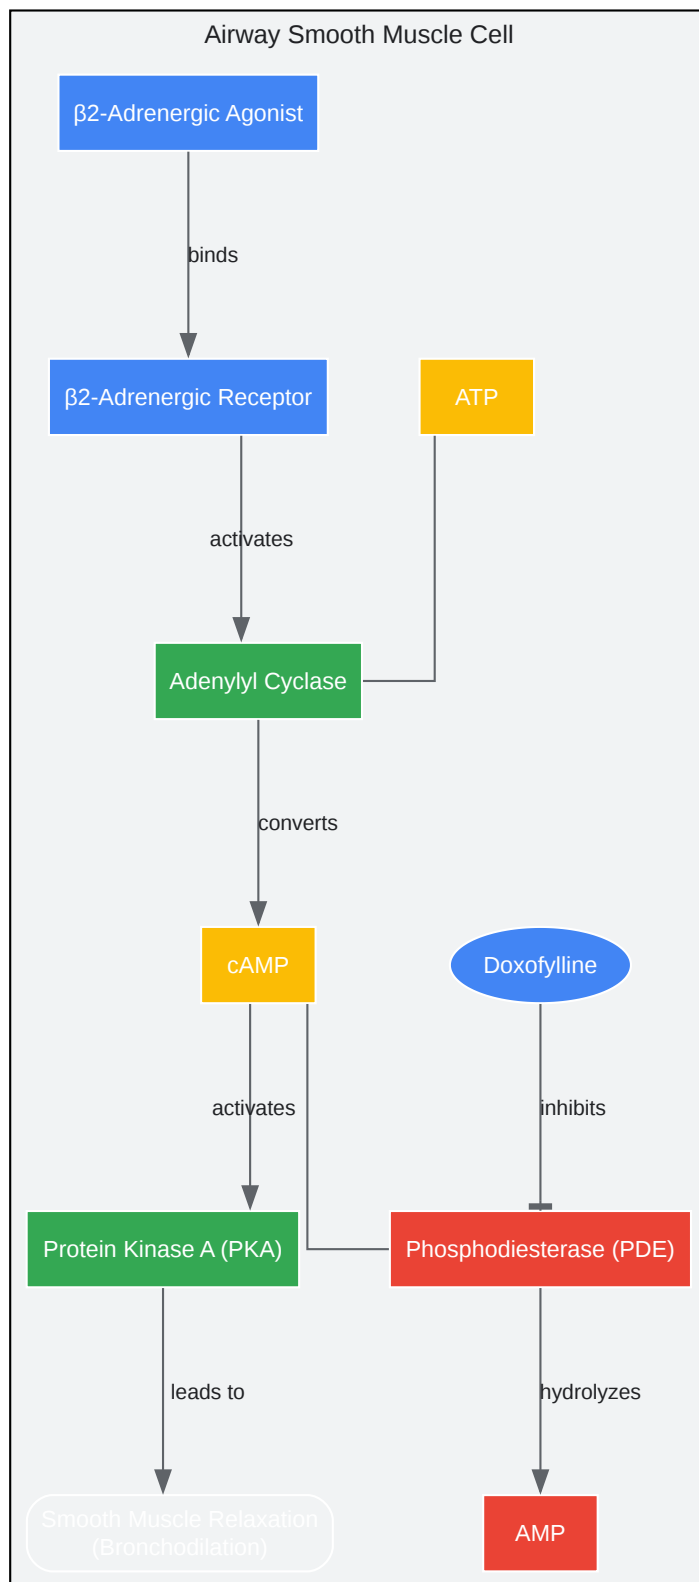 Airway Smooth Muscle Cell
β2-Adrenergic Agonist
binds
β2-Adrenergic Receptor
ATP
activates
Adenylyl Cyclase
converts
cAMP
Doxofylline
activates
inhibits
Protein Kinase A (PKA)
Phosphodiesterase (PDE)
leads to
hydrolyzes
Smooth Muscle Relaxation
(Bronchodilation)
AMP